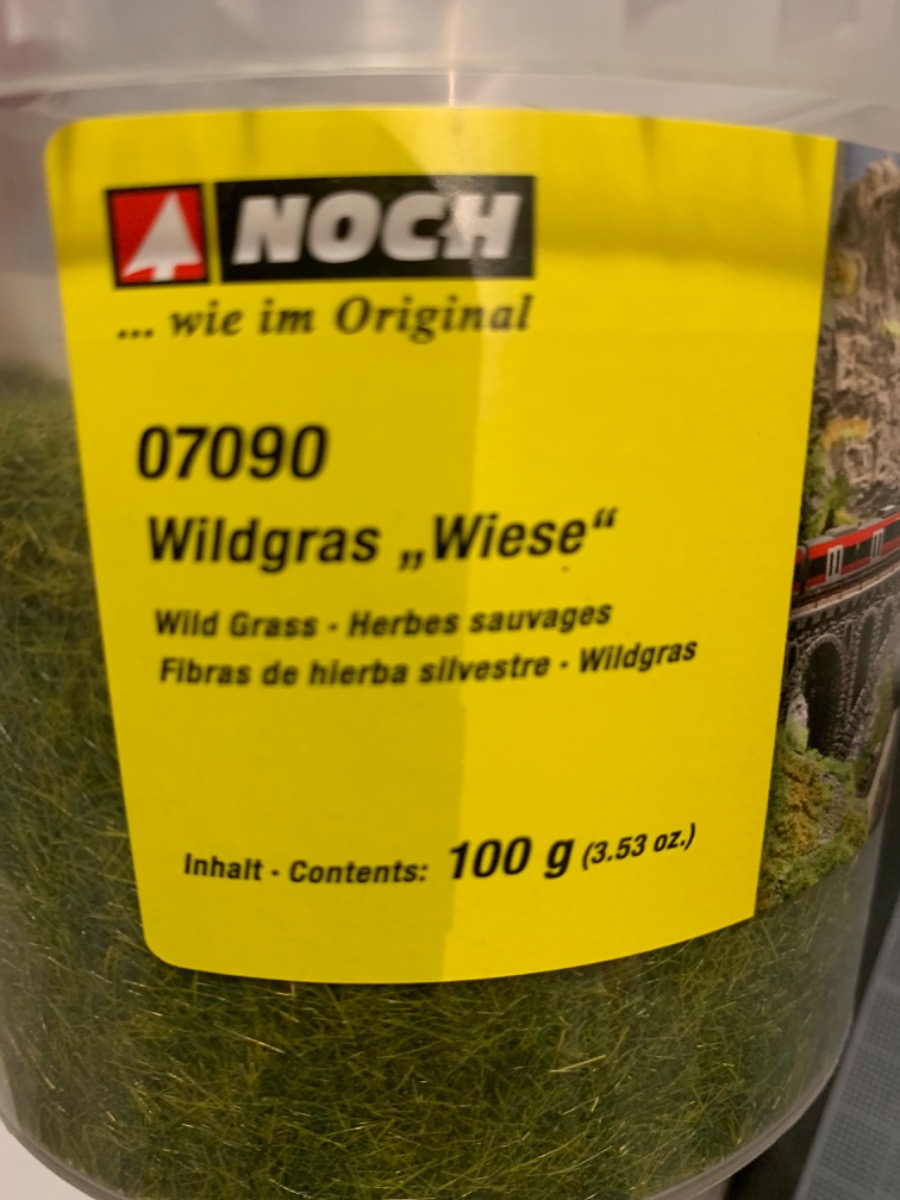 NOCH
... wie im Original
07090
Wildgras „Wiese“
Wild Grass · Herbes sauvages
Fibras de hierba silvestre · Wildgras
Inhalt · Contents: 100 g (3.53 oz.)